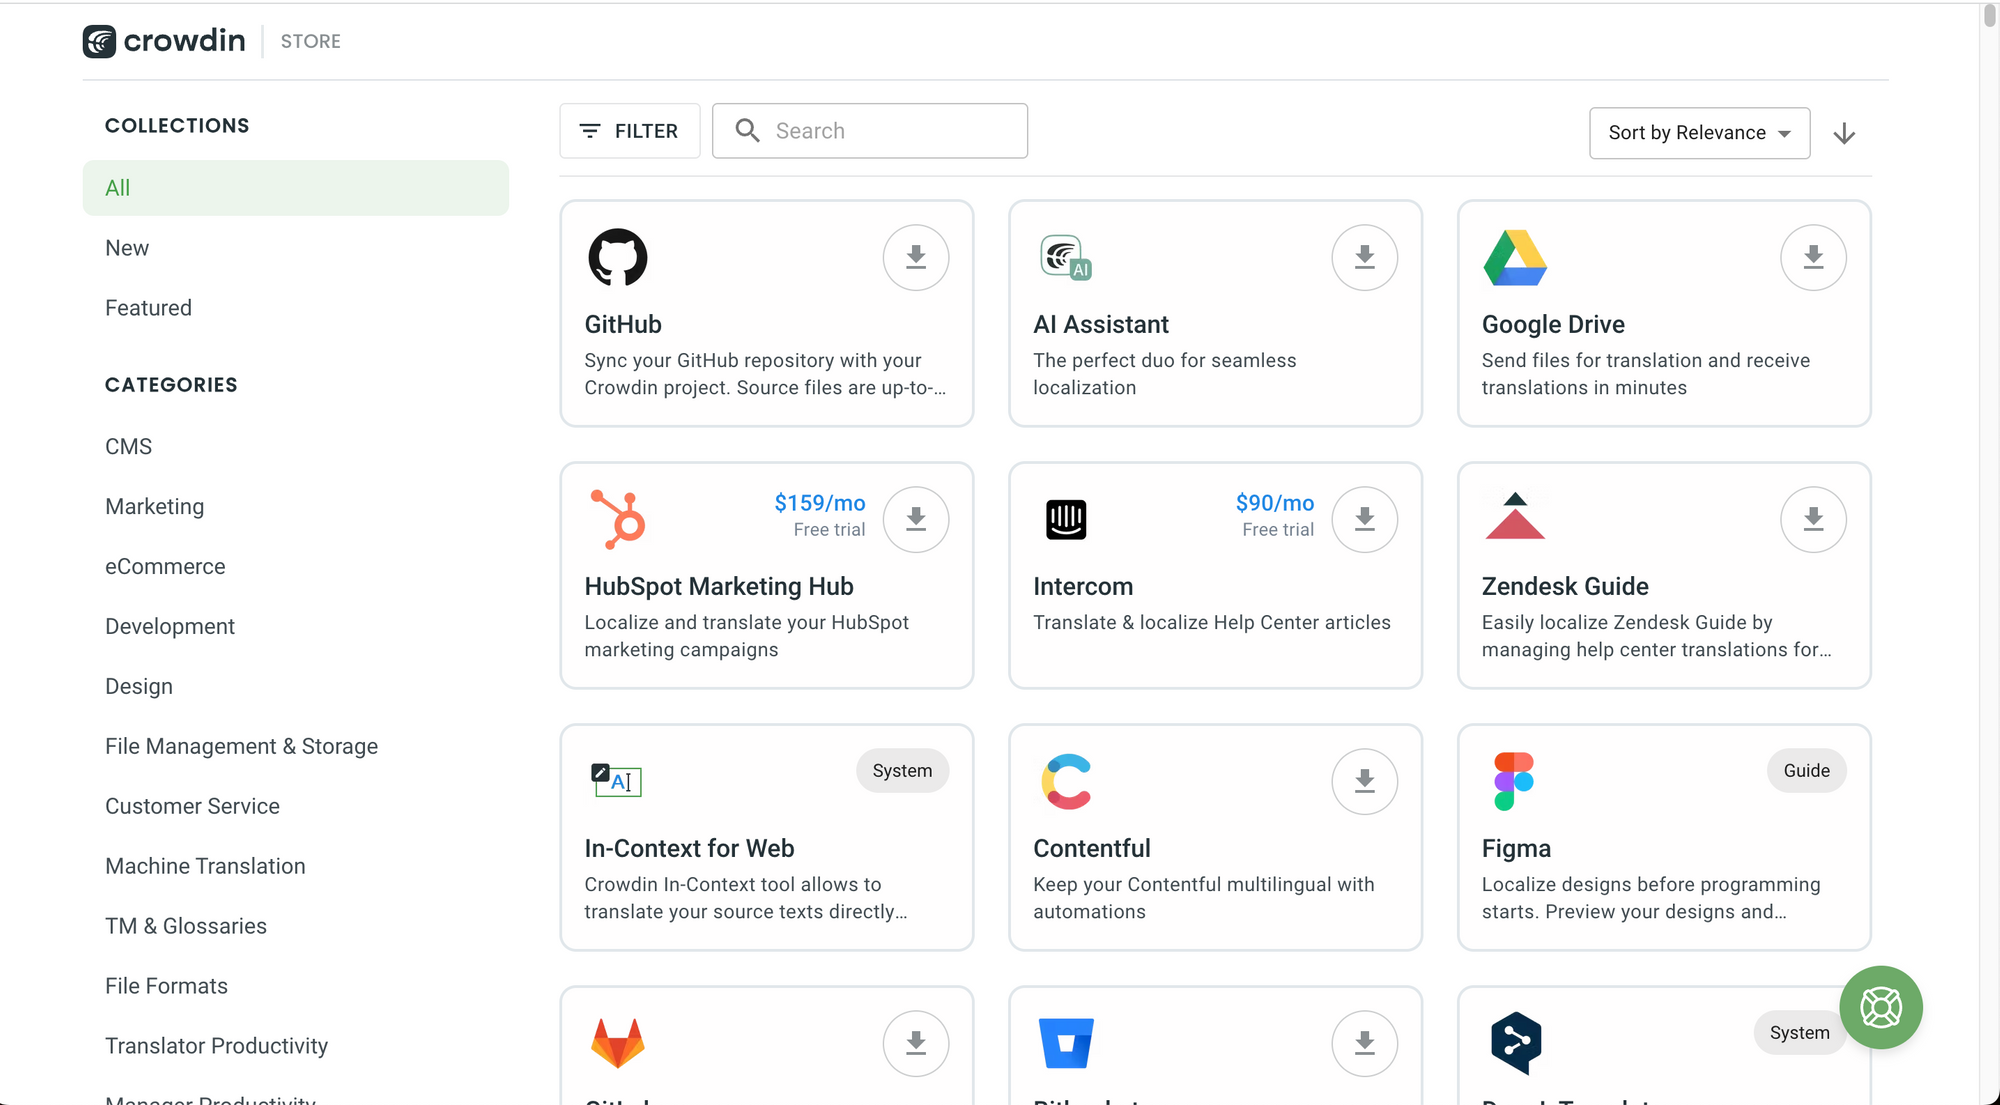 crowdin
STORE
COLLECTIONS
All
New
Featured
CATEGORIES
CMS
Marketing
eCommerce
Development
Design
File Management & Storage
Customer Service
Machine Translation
TM & Glossaries
File Formats
Translator Productivity
Manager Productivity
FILTER
Search
Sort by Relevance
GitHub
Sync your GitHub repository with your
Crowdin project. Source files are up-to-...
AI
AI Assistant
The perfect duo for seamless
localization
Google Drive
Send files for translation and receive
translations in minutes
$159/mo
Free trial
HubSpot Marketing Hub
Localize and translate your HubSpot
marketing campaigns
$90/mo
Free trial
Intercom
Translate & localize Help Center articles
Zendesk Guide
Easily localize Zendesk Guide by
managing help center translations for...
A
System
In-Context for Web
Crowdin In-Context tool allows to
translate your source texts directly...
Contentful
Keep your Contentful multilingual with
automations
Guide
Figma
Localize designs before programming
starts. Preview your designs and...
System